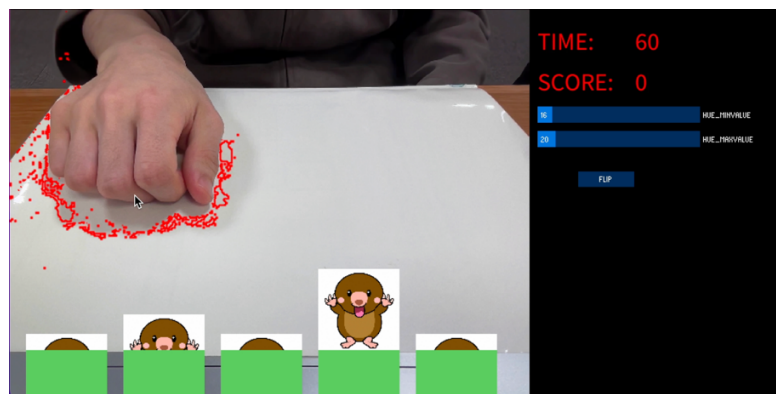 TIME: 60
SCORE: 0
16 HUE_MINVALUE
20 HUE_MAXVALUE
FLIP